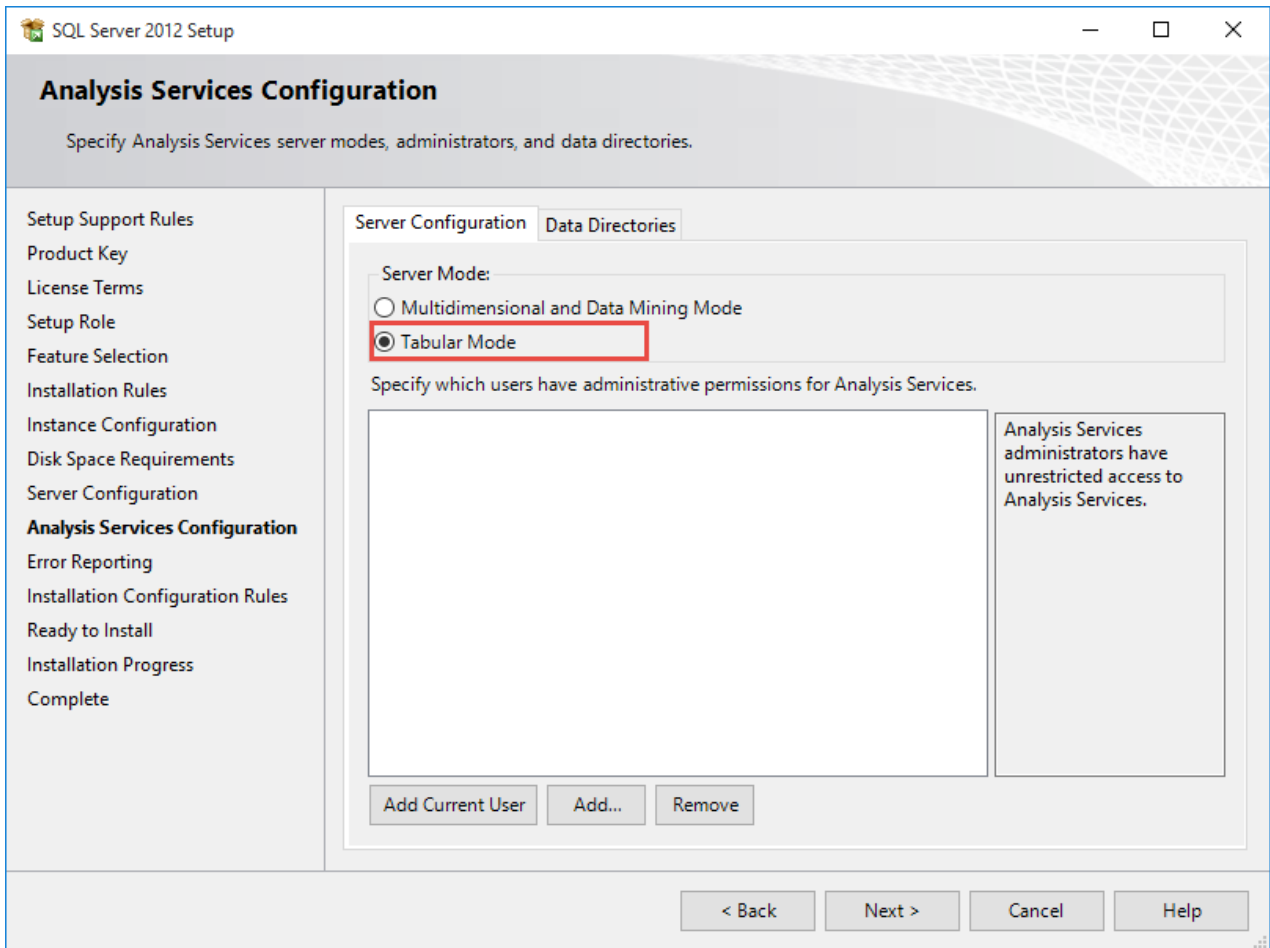 SQL Server 2012 Setup
Analysis Services Configuration
Specify Analysis Services server modes, administrators, and data directories.
Setup Support Rules
Product Key
License Terms
Setup Role
Feature Selection
Installation Rules
Instance Configuration
Disk Space Requirements
Server Configuration
Analysis Services Configuration
Error Reporting
Installation Configuration Rules
Ready to Install
Installation Progress
Complete
Server Configuration Data Directories
Server Mode:
Multidimensional and Data Mining Mode
Tabular Mode
Specify which users have administrative permissions for Analysis Services.
Analysis Services
administrators have
unrestricted access to
Analysis Services.
Add Current User Add... Remove
< Back Next > Cancel Help